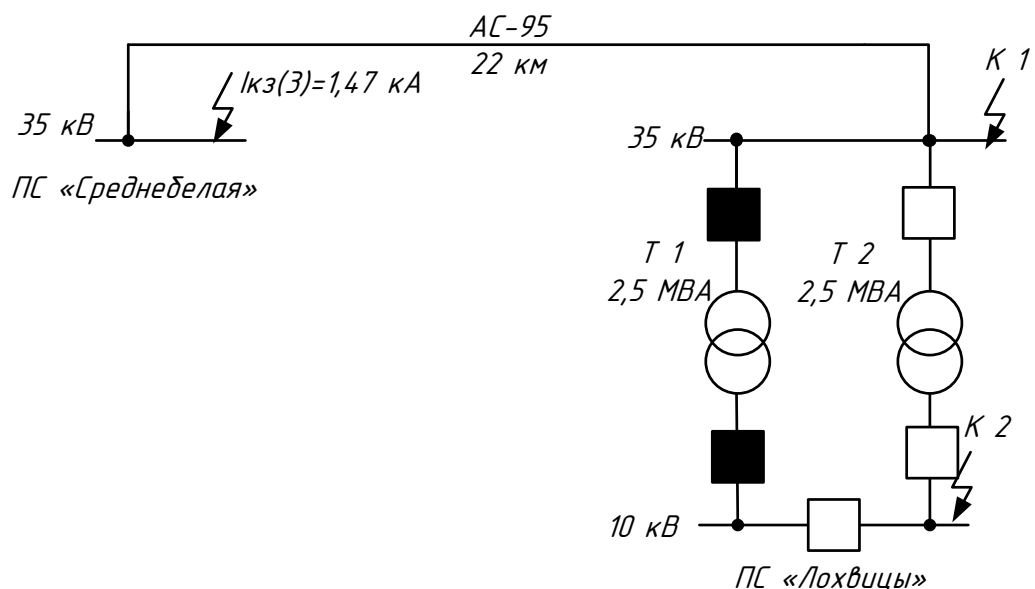 АС-95
22 км
Iкз(3)=1,47 кА
К 1
35 кВ
35 кВ
ПС «Среднебелая»
Т 1
2,5 МВА
Т 2
2,5 МВА
К 2
10 кВ
ПС «Лохвицы»